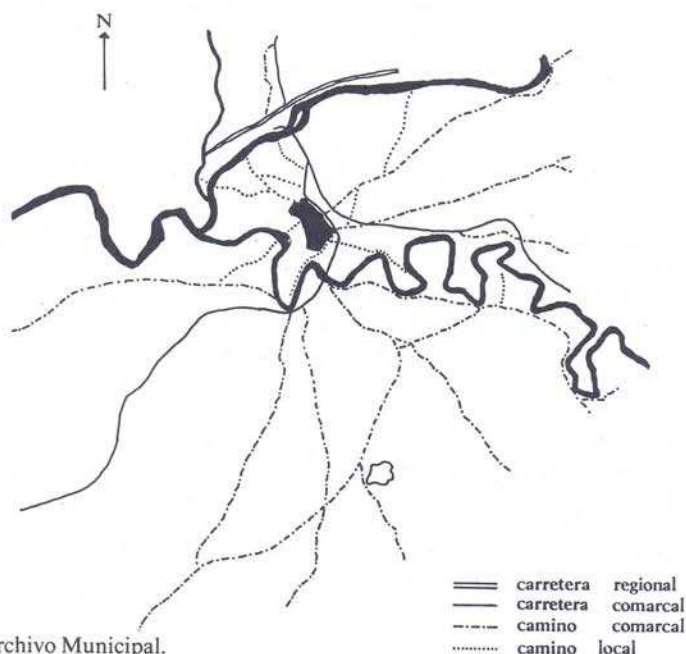 N
carretera regional
carretera comarcal
camino comarcal
camino local
rchivo Municipal.